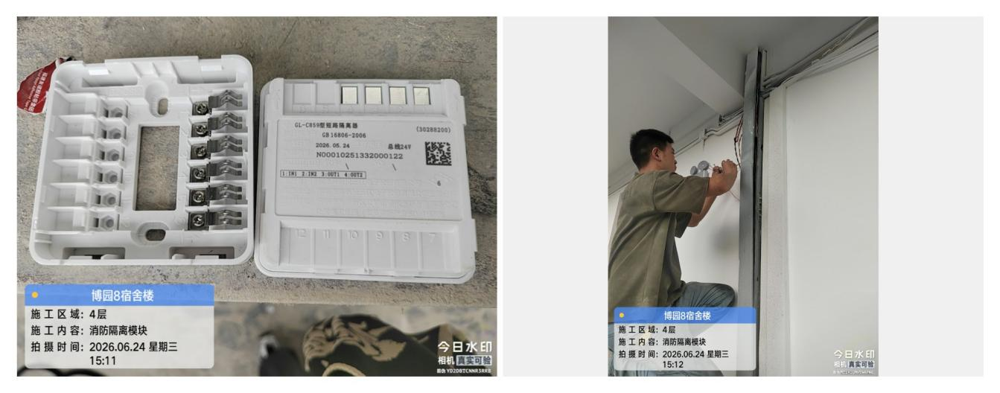 GL-C859型短路隔离器
(30288200)
GB 16806-2006
2026.05.24
总线24V
N00010251332000122
1:IN1 2:IN2 3:OUT1 4:OUT2
6
12 11 10 9 8 7
博园8宿舍楼
施工区域: 4层
施工内容: 消防隔离模块
拍摄时间: 2026.06.24 星期三
15:11
今日水印
相机 真实可验
防伪 YD2DBTCNNR3RRB
博园8宿舍楼
施工区域: 4层
施工内容: 消防隔离模块
拍摄时间: 2026.06.24 星期三
15:12
今日水印
相机 真实可验